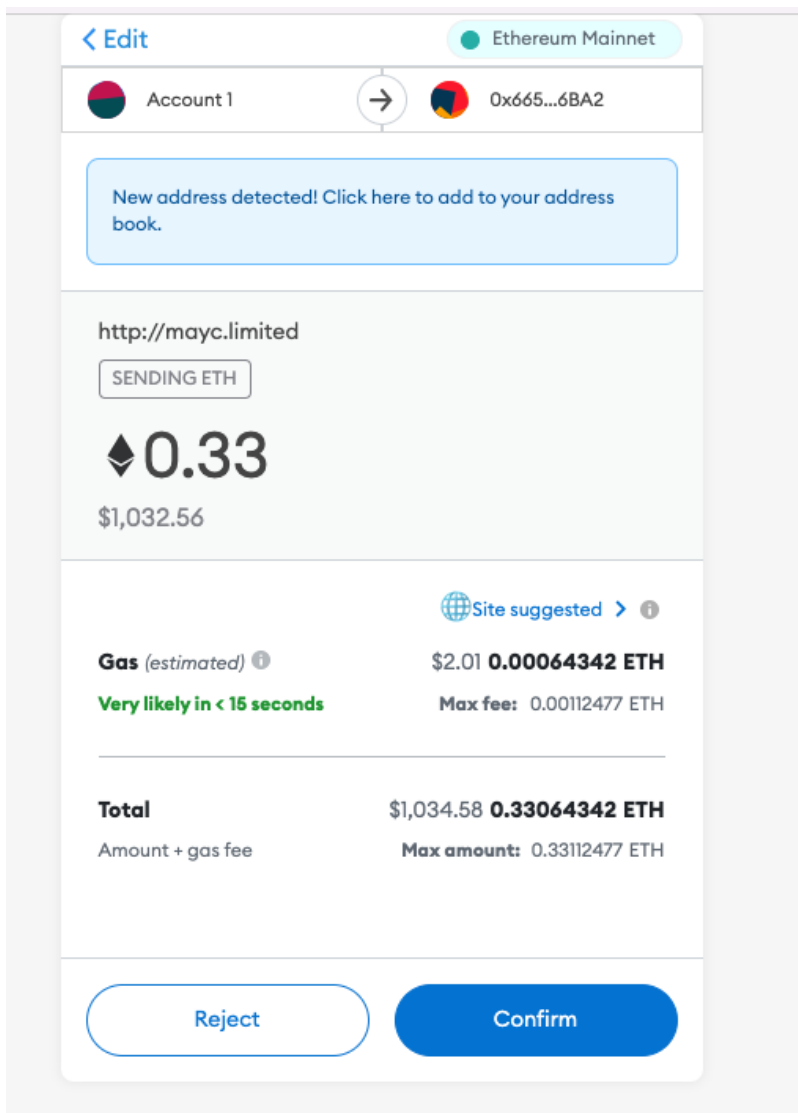 Edit
Ethereum Mainnet
Account 1
0x665...6BA2
New address detected! Click here to add to your address
book.
http://mayc.limited
SENDING ETH
0.33
$1,032.56
Site suggested
Gas (estimated) $2.01 0.00064342 ETH
Very likely in < 15 seconds Max fee: 0.00112477 ETH
Total $1,034.58 0.33064342 ETH
Amount + gas fee Max amount: 0.33112477 ETH
Reject
Confirm